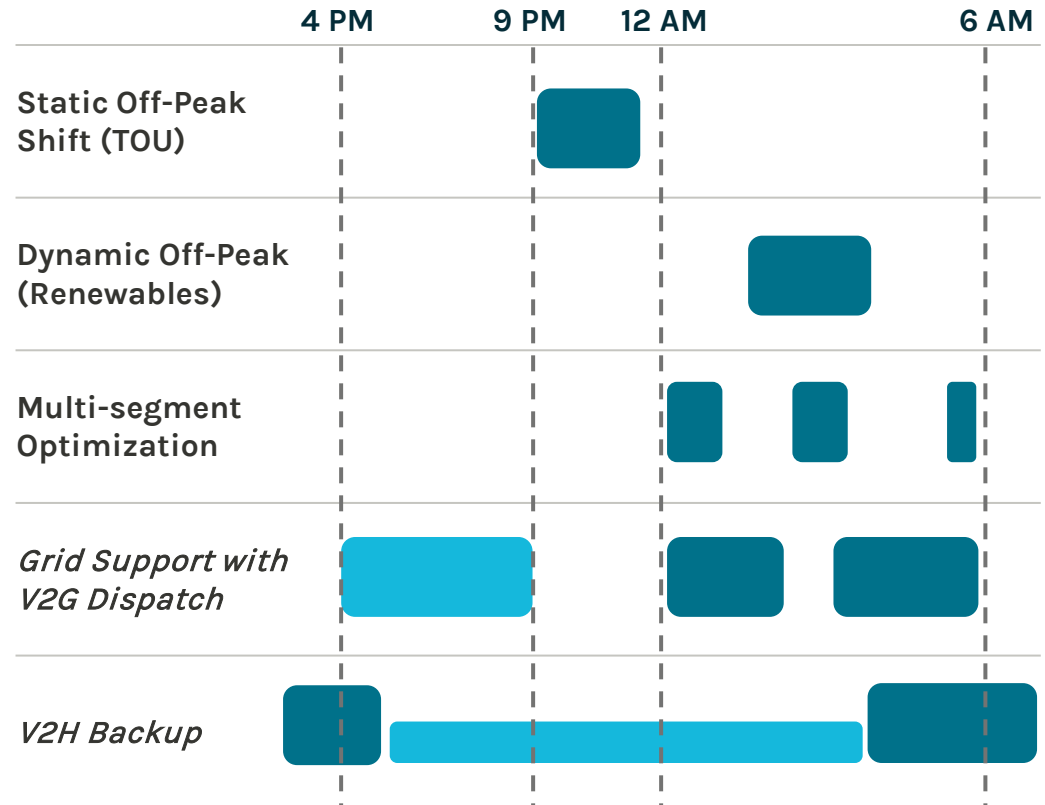 4 PM 9 PM 12 AM 6 AM
Static Off-Peak
Shift (TOU)
Dynamic Off-Peak
(Renewables)
Multi-segment
Optimization
Grid Support with
V2G Dispatch
V2H Backup